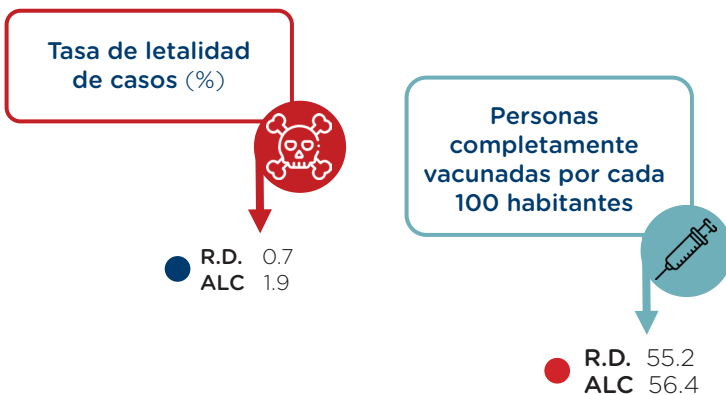 Tasa de letalidad
de casos (%)
R.D. 0.7
ALC 1.9
Personas
completamente
vacunadas por cada
100 habitantes
R.D. 55.2
ALC 56.4